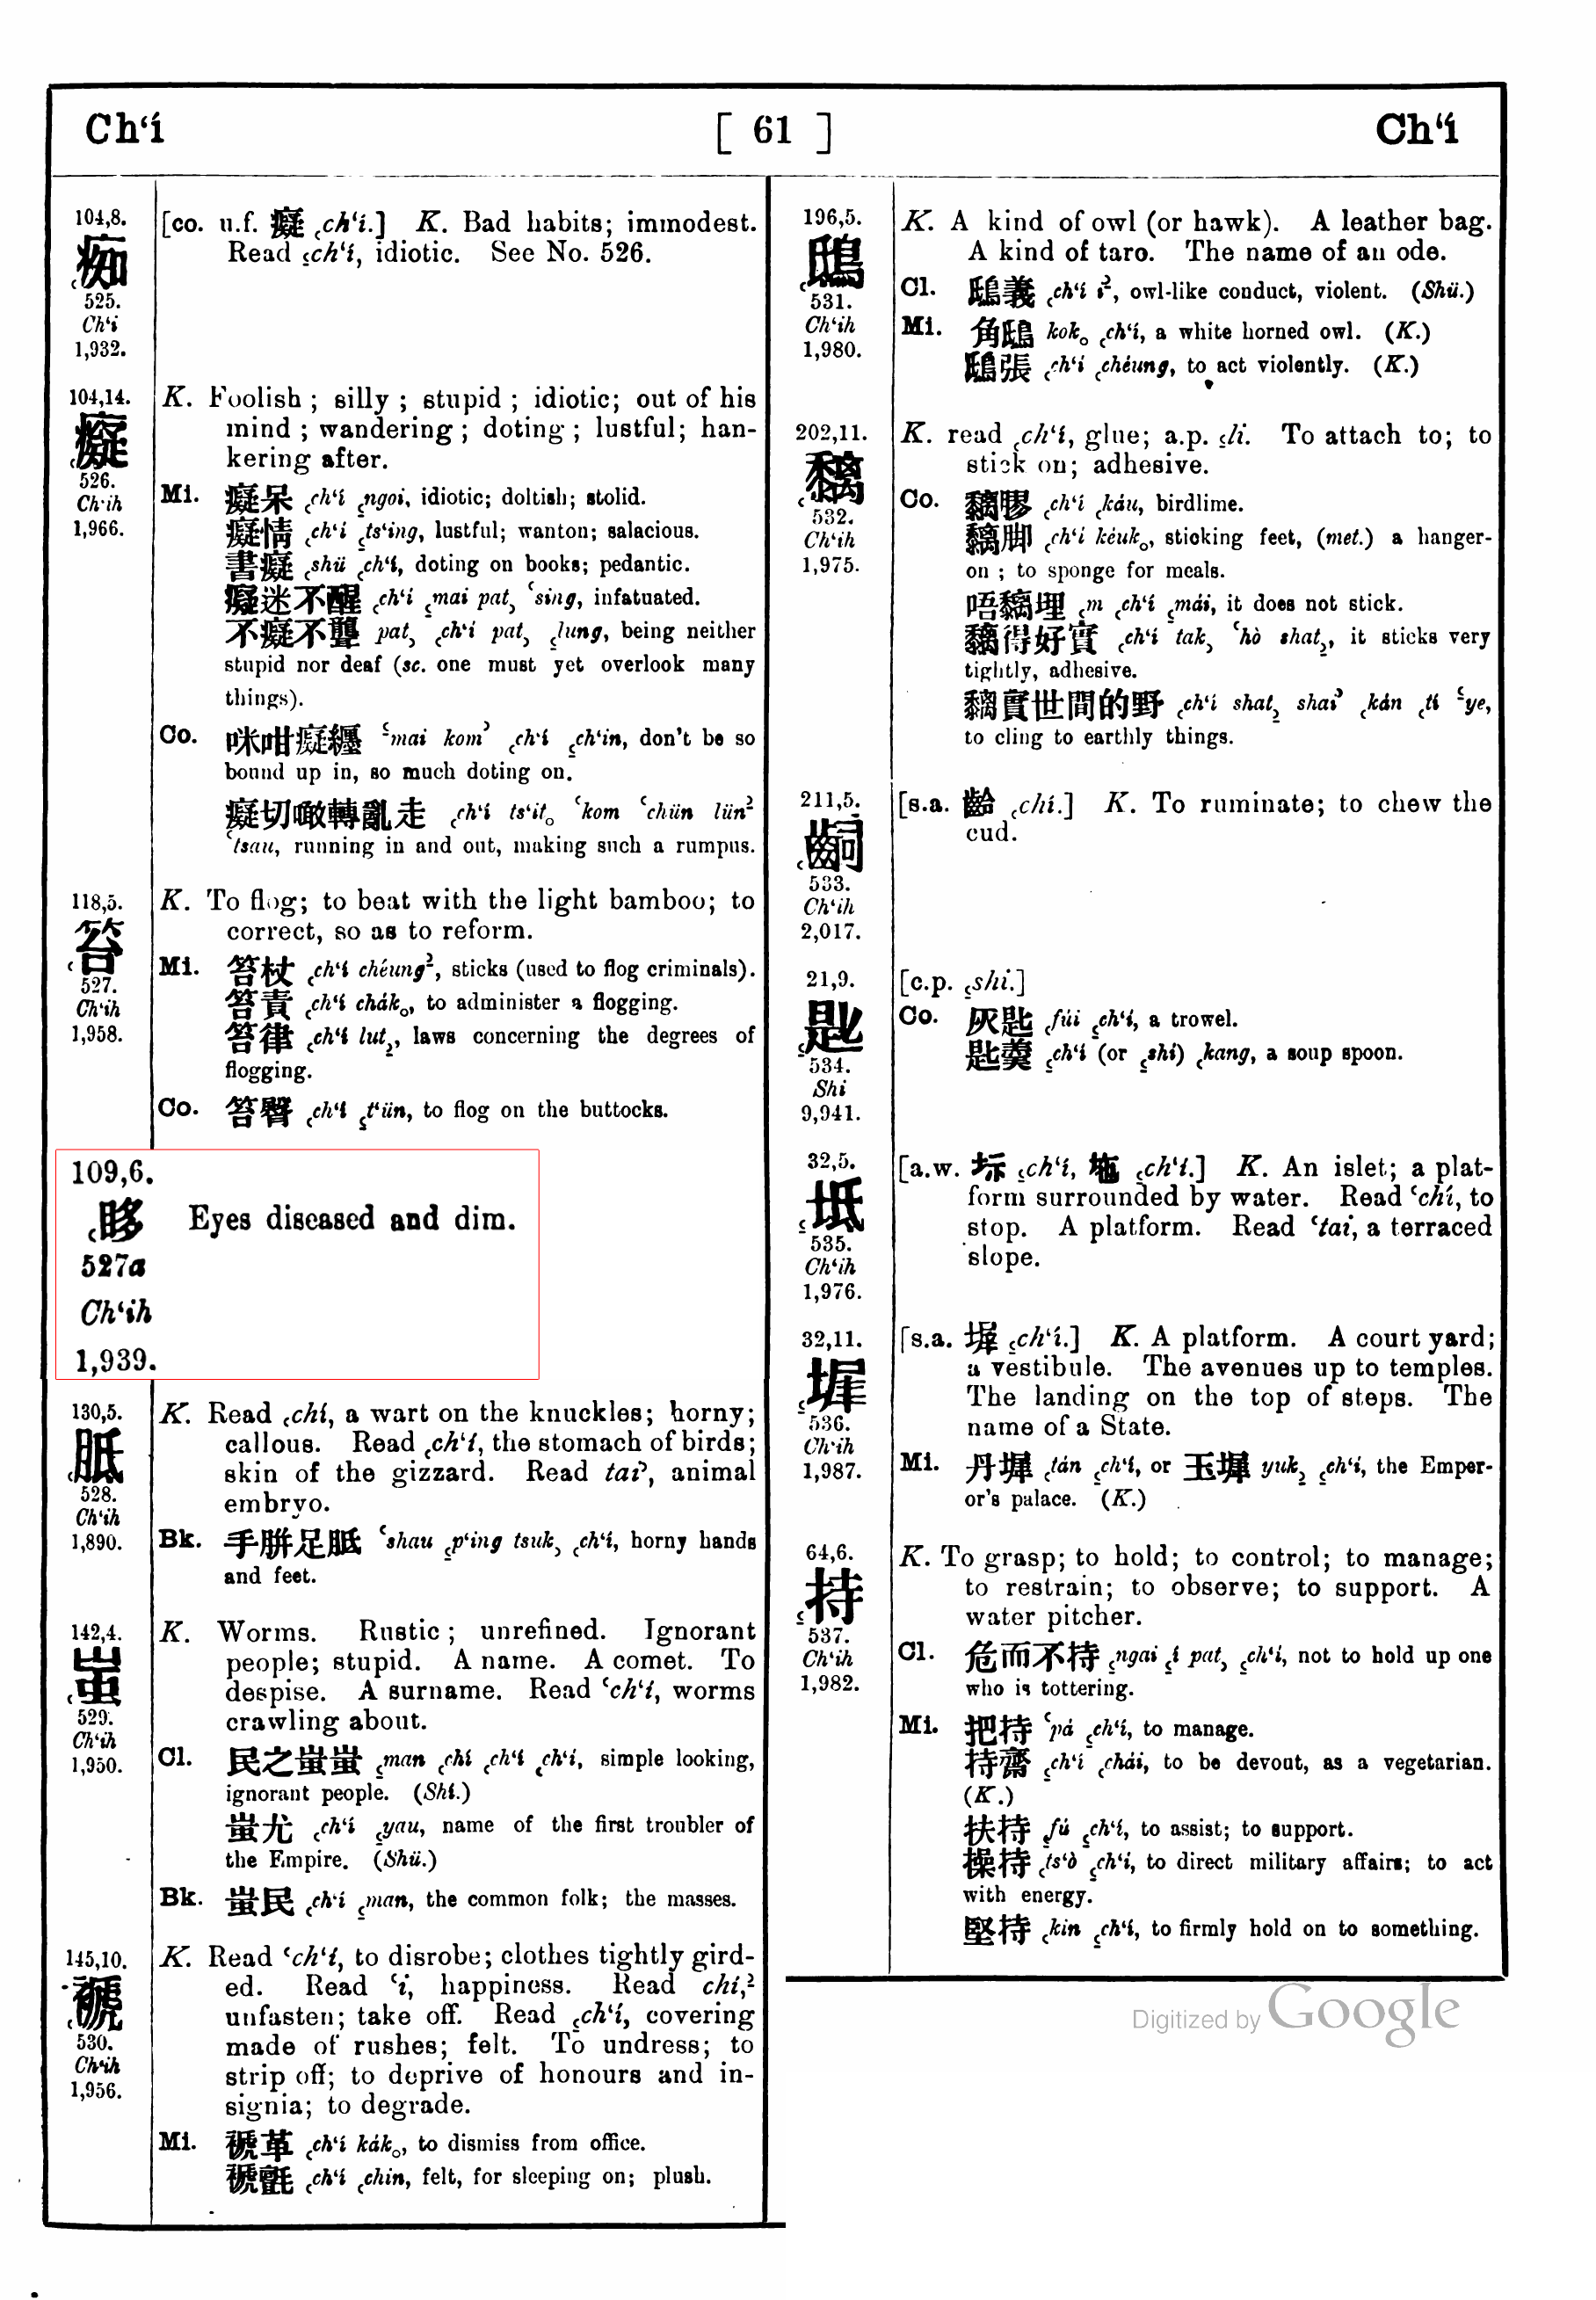 Ch‘í [ 61 ] Ch‘í
104,8.
痴
525.
Ch‘i
1,932.
[co. u.f. 癡 ꜀ch‘í.] K. Bad habits; immodest.
Read ꜁ch‘í, idiotic. See No. 526.
104,14.
癡
526.
Ch‘ih
1,966.
K. Foolish; silly; stupid; idiotic; out of his
mind; wandering; doting; lustful; han-
kering after.
Mi. 癡呆 ꜀ch‘í ꜁ngoi, idiotic; doltish; stolid.
癡情 ꜀ch‘í ꜁ts‘ing, lustful; wanton; salacious.
書癡 ꜀shü ꜀ch‘í, doting on books; pedantic.
癡迷不醒 ꜀ch‘í ꜁mai pat꜆ ꜂sing, infatuated.
不癡不聾 pat꜆ ꜀ch‘í pat꜆ ꜁lung, being neither
stupid nor deaf (sc. one must yet overlook many
things).
Co. 咪咁癡纏 ꜃mai kom꜄ ꜀ch‘í ꜁ch‘ín, don't be so
bound up in, so much doting on.
癡切噉轉亂走 ꜀ch‘í ts‘ít。 ꜂kom ꜂chün lün꜅
꜂tsau, running in and out, making such a rumpus.
118,5.
笞
527.
Ch‘ih
1,958.
K. To flog; to beat with the light bamboo; to
correct, so as to reform.
Mi. 笞杖 ꜀ch‘í chéung꜅, sticks (used to flog criminals).
笞責 ꜀ch‘í chák。, to administer a flogging.
笞律 ꜀ch‘í lut꜇, laws concerning the degrees of
flogging.
Co. 笞臀 ꜀ch‘í ꜁t‘ün, to flog on the buttocks.
109,6.
꜀眵 Eyes diseased and dim.
527a
Ch‘ih
1,939.
130,5.
胝
528.
Ch‘ih
1,890.
K. Read ꜀chí, a wart on the knuckles; horny;
callous. Read ꜀ch‘í, the stomach of birds;
skin of the gizzard. Read tai꜄, animal
embryo.
Bk. 手胼足胝 ꜂shau ꜁p‘ing tsuk꜆ ꜀ch‘í, horny hands
and feet.
142,4.
蚩
529.
Ch‘ih
1,950.
K. Worms. Rustic; unrefined. Ignorant
people; stupid. A name. A comet. To
despise. A surname. Read ꜂ch‘í, worms
crawling about.
Cl. 民之蚩蚩 ꜁man ꜀chí ꜀ch‘í ꜀ch‘í, simple looking,
ignorant people. (Shí.)
蚩尤 ꜀ch‘í ꜁yau, name of the first troubler of
the Empire. (Shü.)
Bk. 蚩民 ꜀ch‘í ꜁man, the common folk; the masses.
145,10.
褫
530.
Ch‘ih
1,956.
K. Read ꜂ch‘í, to disrobe; clothes tightly gird-
ed. Read ꜂í, happiness. Read chí,꜅
unfasten; take off. Read ꜀ch‘í, covering
made of rushes; felt. To undress; to
strip off; to deprive of honours and in-
signia; to degrade.
Mi. 褫革 ꜀ch‘í kák。, to dismiss from office.
褫氈 ꜀ch‘í ꜀chin, felt, for sleeping on; plush.
196,5.
鴟
531.
Ch‘ih
1,980.
K. A kind of owl (or hawk). A leather bag.
A kind of taro. The name of an ode.
Cl. 鴟義 ꜀ch‘í í꜅, owl-like conduct, violent. (Shü.)
Mi. 角鴟 kok。 ꜀ch‘í, a white horned owl. (K.)
鴟張 ꜀ch‘í ꜀chéung, to act violently. (K.)
202,11.
黐
532.
Ch‘ih
1,975.
K. read ꜀ch‘í, glue; a.p. ꜁lí. To attach to; to
stick on; adhesive.
Co. 黐膠 ꜀ch‘í ꜀káu, birdlime.
黐脚 ꜀ch‘í kéuk。, sticking feet, (met.) a hanger-
on; to sponge for meals.
唔黐埋 ꜁m ꜀ch‘í ꜁mái, it does not stick.
黐得好實 ꜀ch‘í tak꜆ ꜂hò shat꜇, it sticks very
tightly, adhesive.
黐實世間的野 ꜀ch‘í shat꜇ shai꜄ ꜀kán ꜀tí ꜃ye,
to cling to earthly things.
211,5.
齝
533.
Ch‘ih
2,017.
[s.a. 齡 ꜀chí.] K. To ruminate; to chew the
cud.
21,9.
匙
534.
Shi
9,941.
[c.p. ꜁shi.]
Co. 灰匙 ꜀fúi ꜁ch‘í, a trowel.
匙羹 ꜁ch‘í (or ꜁shí) ꜀kang, a soup spoon.
32,5.
坻
535.
Ch‘ih
1,976.
[a.w. 坏 ꜁ch‘í, ꜁ch‘í.] K. An islet; a plat-
form surrounded by water. Read ꜂chí, to
stop. A platform. Read ꜂tai, a terraced
slope.
32,11.
墀
536.
Ch‘ih
1,987.
[s.a. ꜁ch‘í.] K. A platform. A court yard;
a vestibule. The avenues up to temples.
The landing on the top of steps. The
name of a State.
Mi. 丹墀 ꜀tán ꜁ch‘í, or 玉墀 yuk꜇ ꜁ch‘í, the Emper-
or's palace. (K.)
64,6.
持
537.
Ch‘ih
1,982.
K. To grasp; to hold; to control; to manage;
to restrain; to observe; to support. A
water pitcher.
Cl. 危而不持 ꜁ngai ꜁í pat꜆ ꜁ch‘í, not to hold up one
who is tottering.
Mi. 把持 ꜂pá ꜁ch‘í, to manage.
持齋 ꜁ch‘í ꜀chái, to be devout, as a vegetarian.
(K.)
扶持 ꜁fú ꜁ch‘í, to assist; to support.
操持 ꜀ts‘ò ꜁ch‘í, to direct military affairs; to act
with energy.
堅持 ꜀kin ꜁ch‘í, to firmly hold on to something.
Digitized by Google